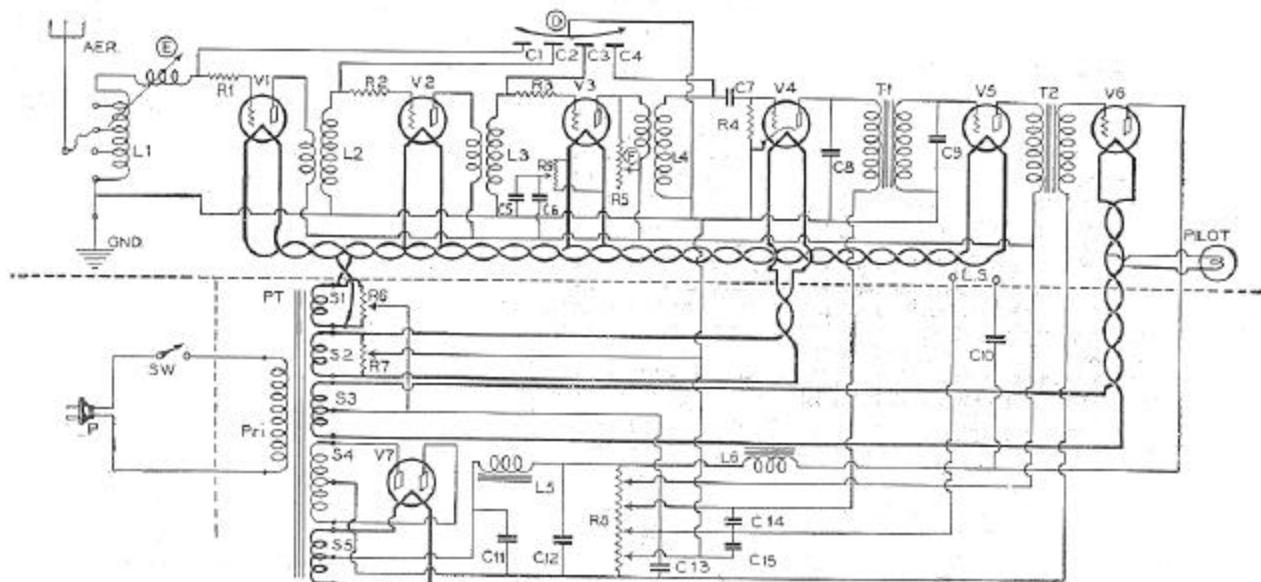 D
AER.
E
C1 C2 C3 C4
V1 R2 V2 R3 V3 C7 V4 T1 V5 T2 V6
R1
R4
L1 L2 L3 L4
C8 C9
R9 F
R5
C5 C6
GND.
PILOT
L.S.
PT S1 R6
SW
S2 R7
C10
S3
LP
Pri
S4 V7
L5
L6
R8
C14
S5
C11 C12 C13 C15